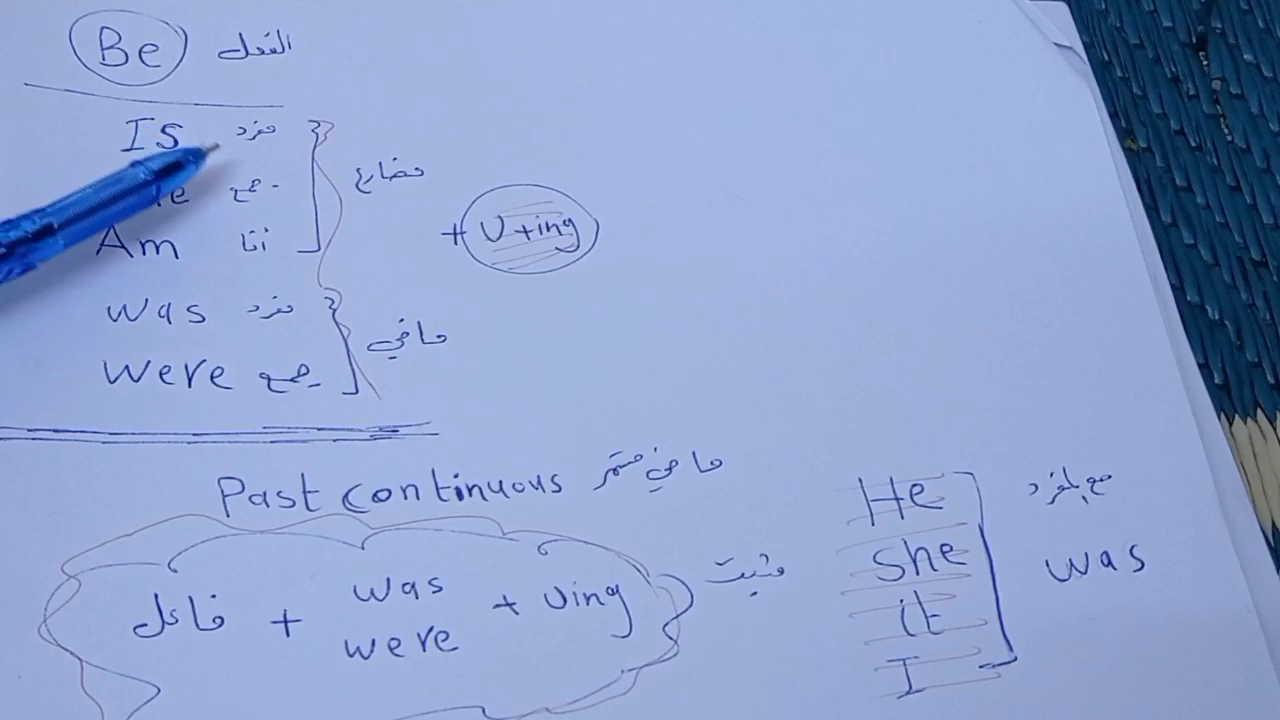 Be الفعل
Is مفرد
جمع
Am أنا
مضارع
+ V+ing
was مفرد
were جمع
ماضي
Past continuous ماضي مستمر
فاعل + was were + Ving
مثبت
He
she
it
I
مع المفرد
was